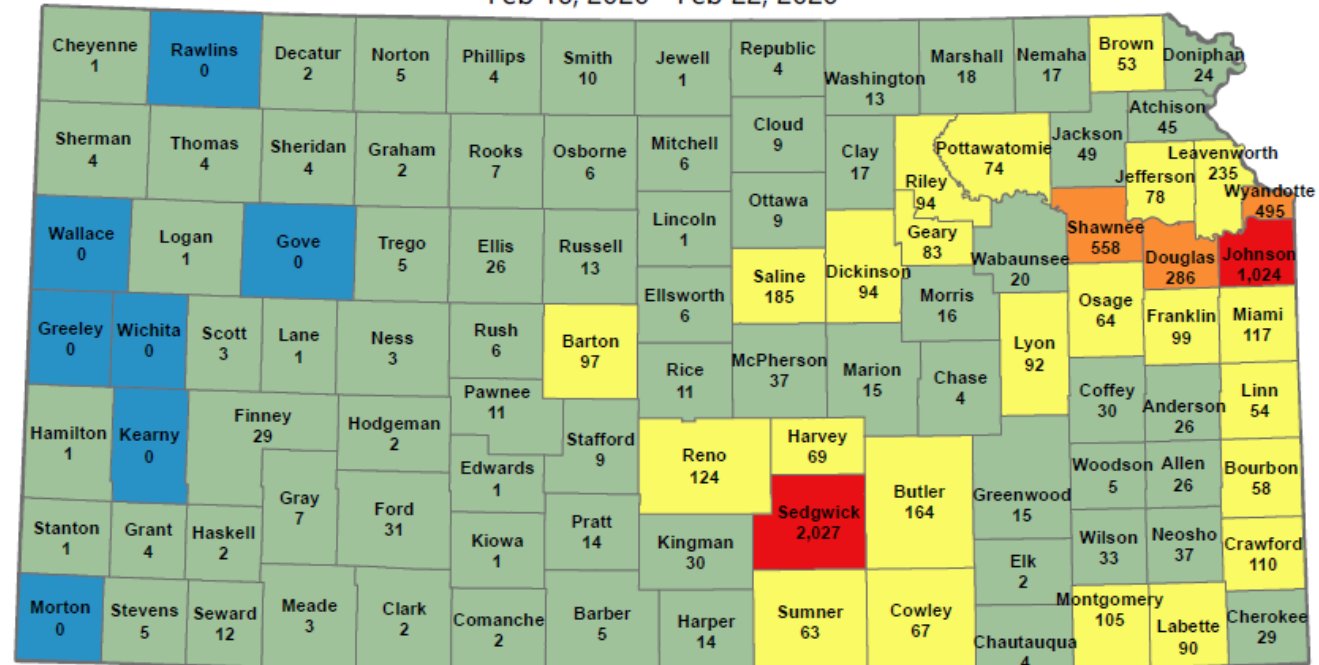 Cheyenne
1
Rawlins
0
Decatur
2
Norton
5
Phillips
4
Smith
10
Jewell
1
Republic
4
Washington
13
Marshall
18
Nemaha
17
Brown
53
Doniphan
24
Atchison
45
Sherman
4
Thomas
4
Sheridan
4
Graham
2
Rooks
7
Osborne
6
Mitchell
6
Cloud
9
Clay
17
Riley
94
Pottawatomie
74
Jackson
49
Jefferson
78
Leavenworth
235
Wyandotte
495
Wallace
0
Logan
1
Gove
0
Trego
5
Ellis
26
Russell
13
Lincoln
1
Ottawa
9
Saline
185
Dickinson
94
Geary
83
Wabaunsee
20
Shawnee
558
Douglas
286
Johnson
1,024
Greeley
0
Wichita
0
Scott
3
Lane
1
Ness
3
Rush
6
Barton
97
Ellsworth
6
Rice
11
McPherson
37
Marion
15
Morris
16
Chase
4
Lyon
92
Osage
64
Franklin
99
Miami
117
Hamilton
1
Kearny
0
Finney
29
Hodgeman
2
Pawnee
11
Edwards
1
Stafford
9
Reno
124
Harvey
69
Butler
164
Greenwood
15
Coffey
30
Anderson
26
Linn
54
Woodson
5
Allen
26
Bourbon
58
Stanton
1
Grant
4
Haskell
2
Gray
7
Ford
31
Kiowa
1
Pratt
14
Kingman
30
Sedgwick
2,027
Elk
2
Wilson
33
Neosho
37
Crawford
110
Morton
0
Stevens
5
Seward
12
Meade
3
Clark
2
Comanche
2
Barber
5
Harper
14
Sumner
63
Cowley
67
Chautauqua
4
Montgomery
105
Labette
90
Cherokee
29